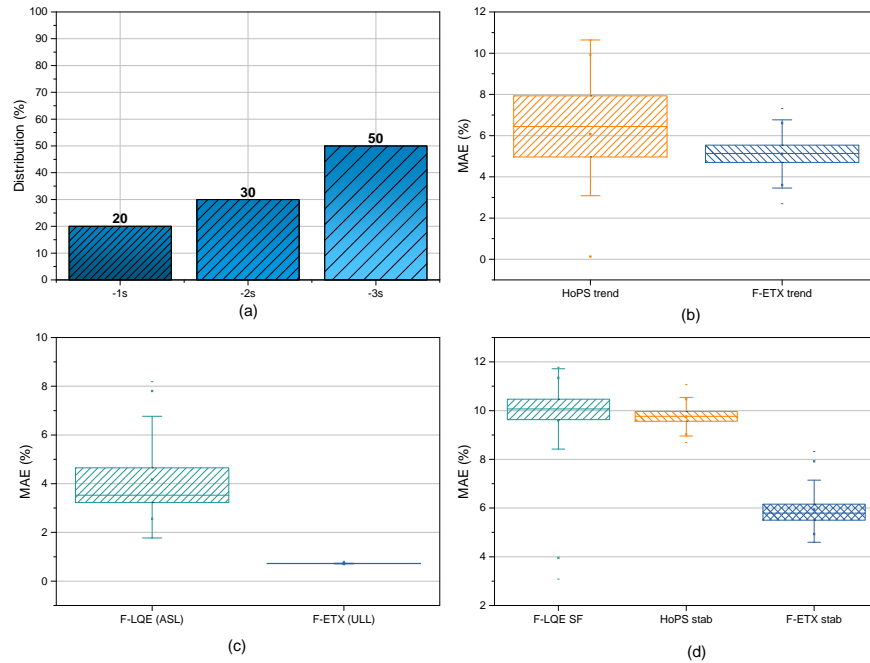 100
90
80
70
60
50
40
30
20
10
0
Distribution (%)
20
30
50
-1s
-2s
-3s
(a)
12
10
8
6
4
2
0
MAE (%)
HoPS trend
F-ETX trend
(b)
10
8
6
4
2
0
MAE (%)
F-LQE (ASL)
F-ETX (ULL)
(c)
12
10
8
6
4
2
MAE (%)
F-LQE SF
HoPS stab
F-ETX stab
(d)